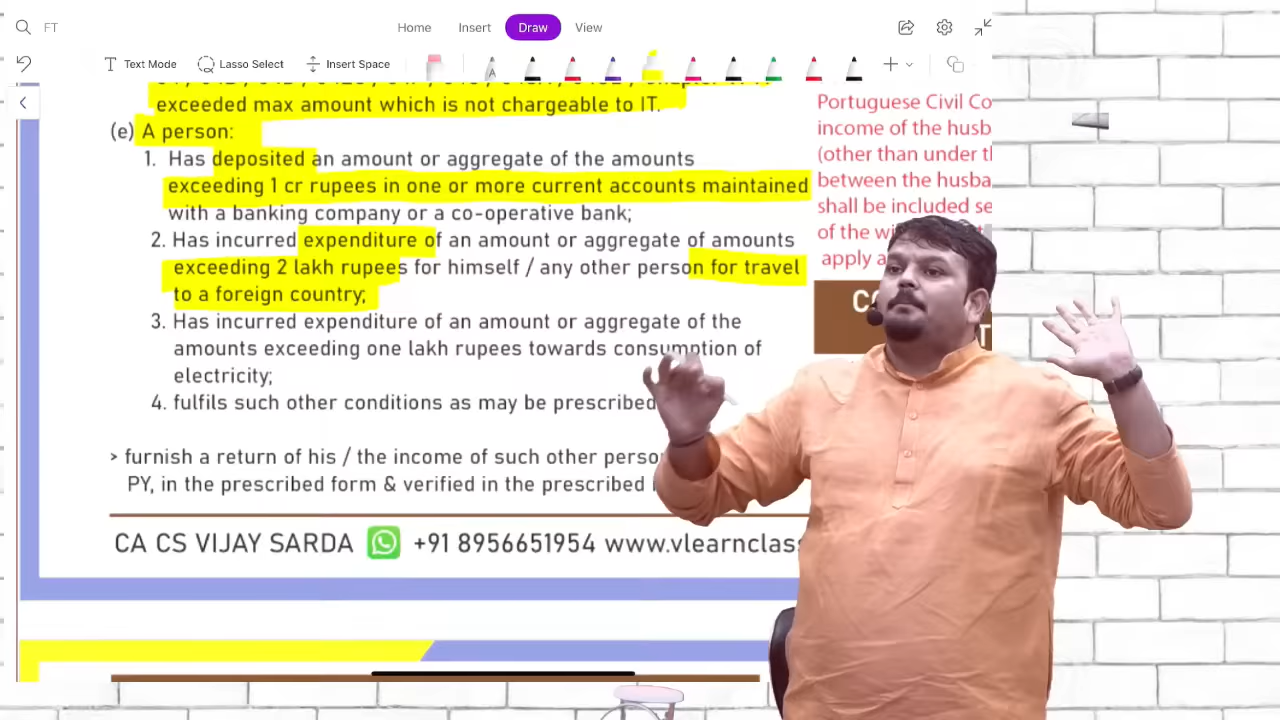 FT
Home Insert Draw View
Text Mode Lasso Select Insert Space
exceeded max amount which is not chargeable to IT.
(e) A person:
1. Has deposited an amount or aggregate of the amounts
exceeding 1 cr rupees in one or more current accounts maintained
with a banking company or a co-operative bank;
2. Has incurred expenditure of an amount or aggregate of amounts
exceeding 2 lakh rupees for himself / any other person for travel
to a foreign country;
3. Has incurred expenditure of an amount or aggregate of the
amounts exceeding one lakh rupees towards consumption of
electricity;
4. fulfils such other conditions as may be prescribed
> furnish a return of his / the income of such other perso
PY, in the prescribed form & verified in the prescribed
CA CS VIJAY SARDA +91 8956651954 www.vlearnclass
Portuguese Civil Co
income of the husb
(other than under th
between the husba
shall be included se
of the wi
apply a